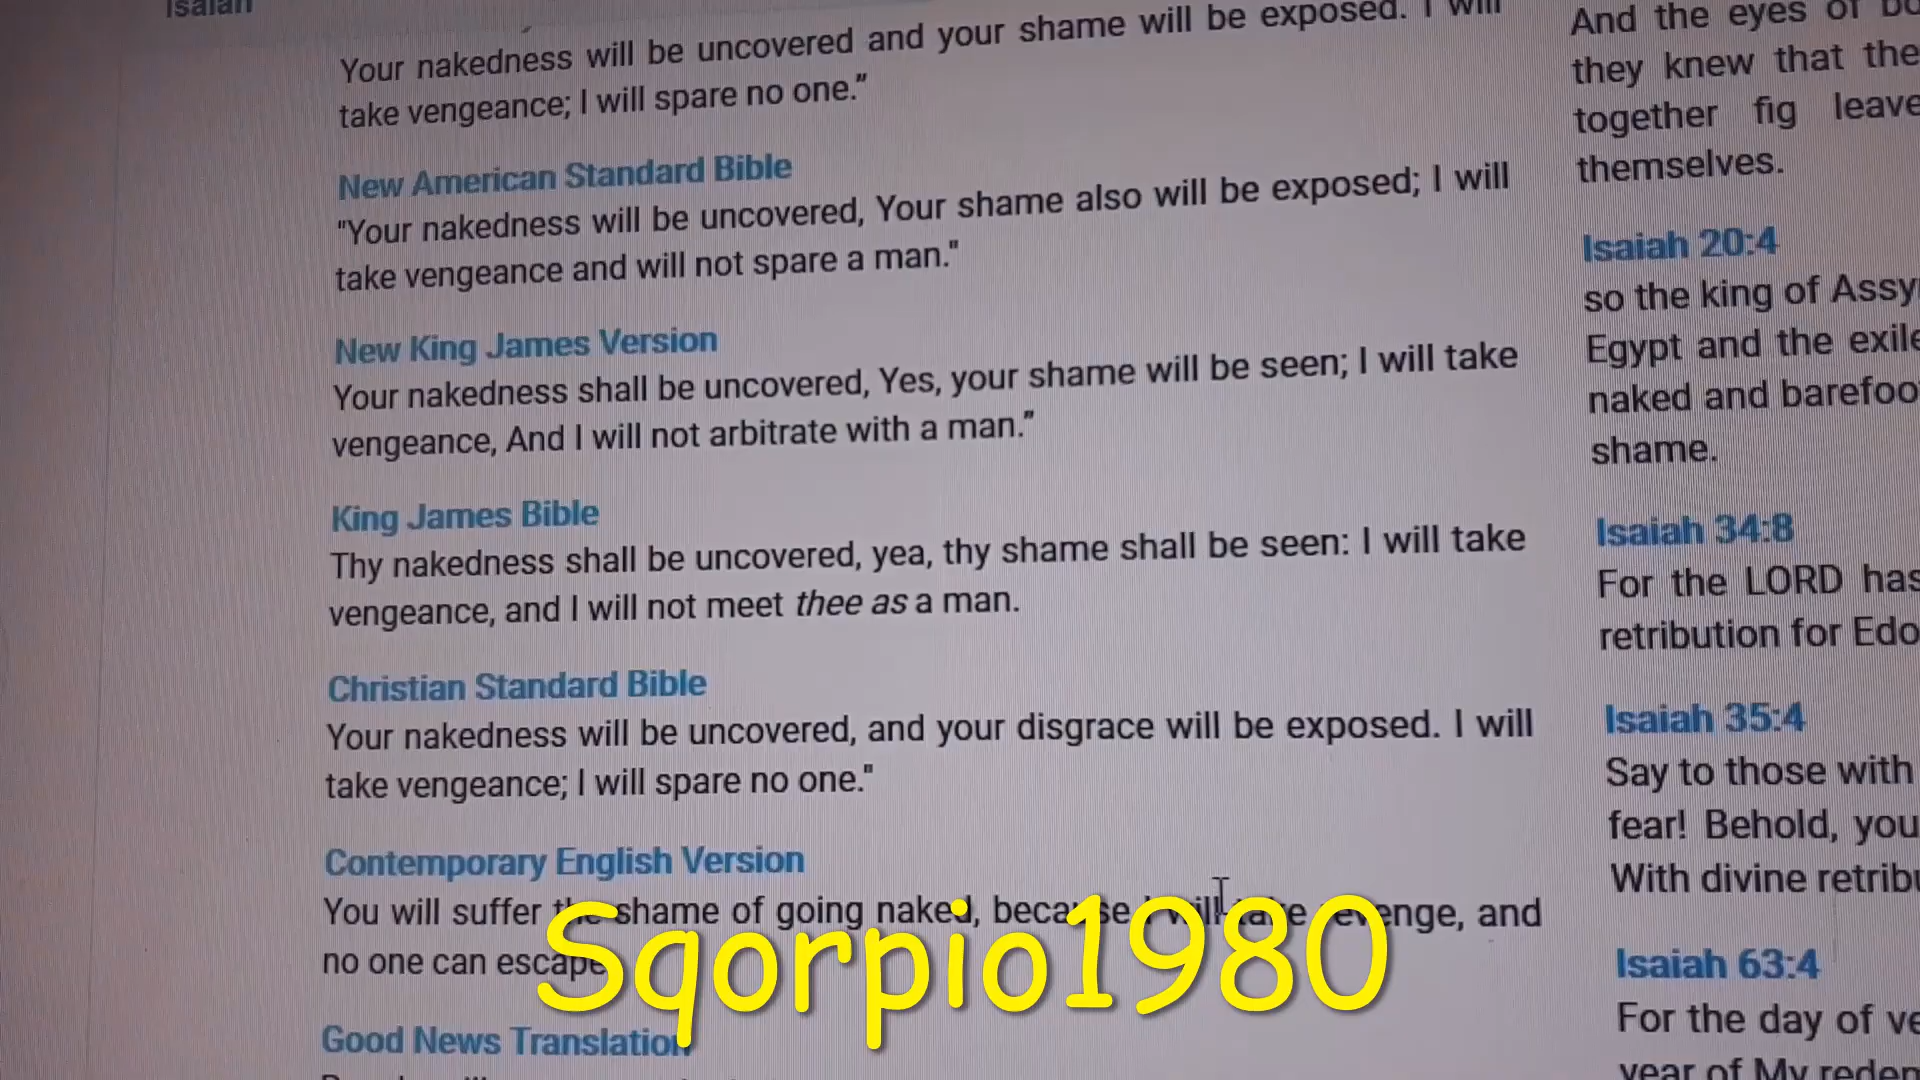 Isaiah
Your nakedness will be uncovered and your shame will be exposed. I will
take vengeance; I will spare no one.”
New American Standard Bible
"Your nakedness will be uncovered, Your shame also will be exposed; I will
take vengeance and will not spare a man."
New King James Version
Your nakedness shall be uncovered, Yes, your shame will be seen; I will take
vengeance, And I will not arbitrate with a man.”
King James Bible
Thy nakedness shall be uncovered, yea, thy shame shall be seen: I will take
vengeance, and I will not meet thee as a man.
Christian Standard Bible
Your nakedness will be uncovered, and your disgrace will be exposed. I will
take vengeance; I will spare no one."
Contemporary English Version
You will suffer the shame of going naked, because I will take revenge, and
no one can escape
Good News Translation
And the eyes of
they knew that
together fig
themselves.
Isaiah 20:4
so the king of
Egypt and the
naked and
shame.
Isaiah 34:8
For the LORD has
retribution for
Isaiah 35:4
Say to those with
fear! Behold, you
With divine
Isaiah 63:4
For the day of
year of My
Sqorpio1980